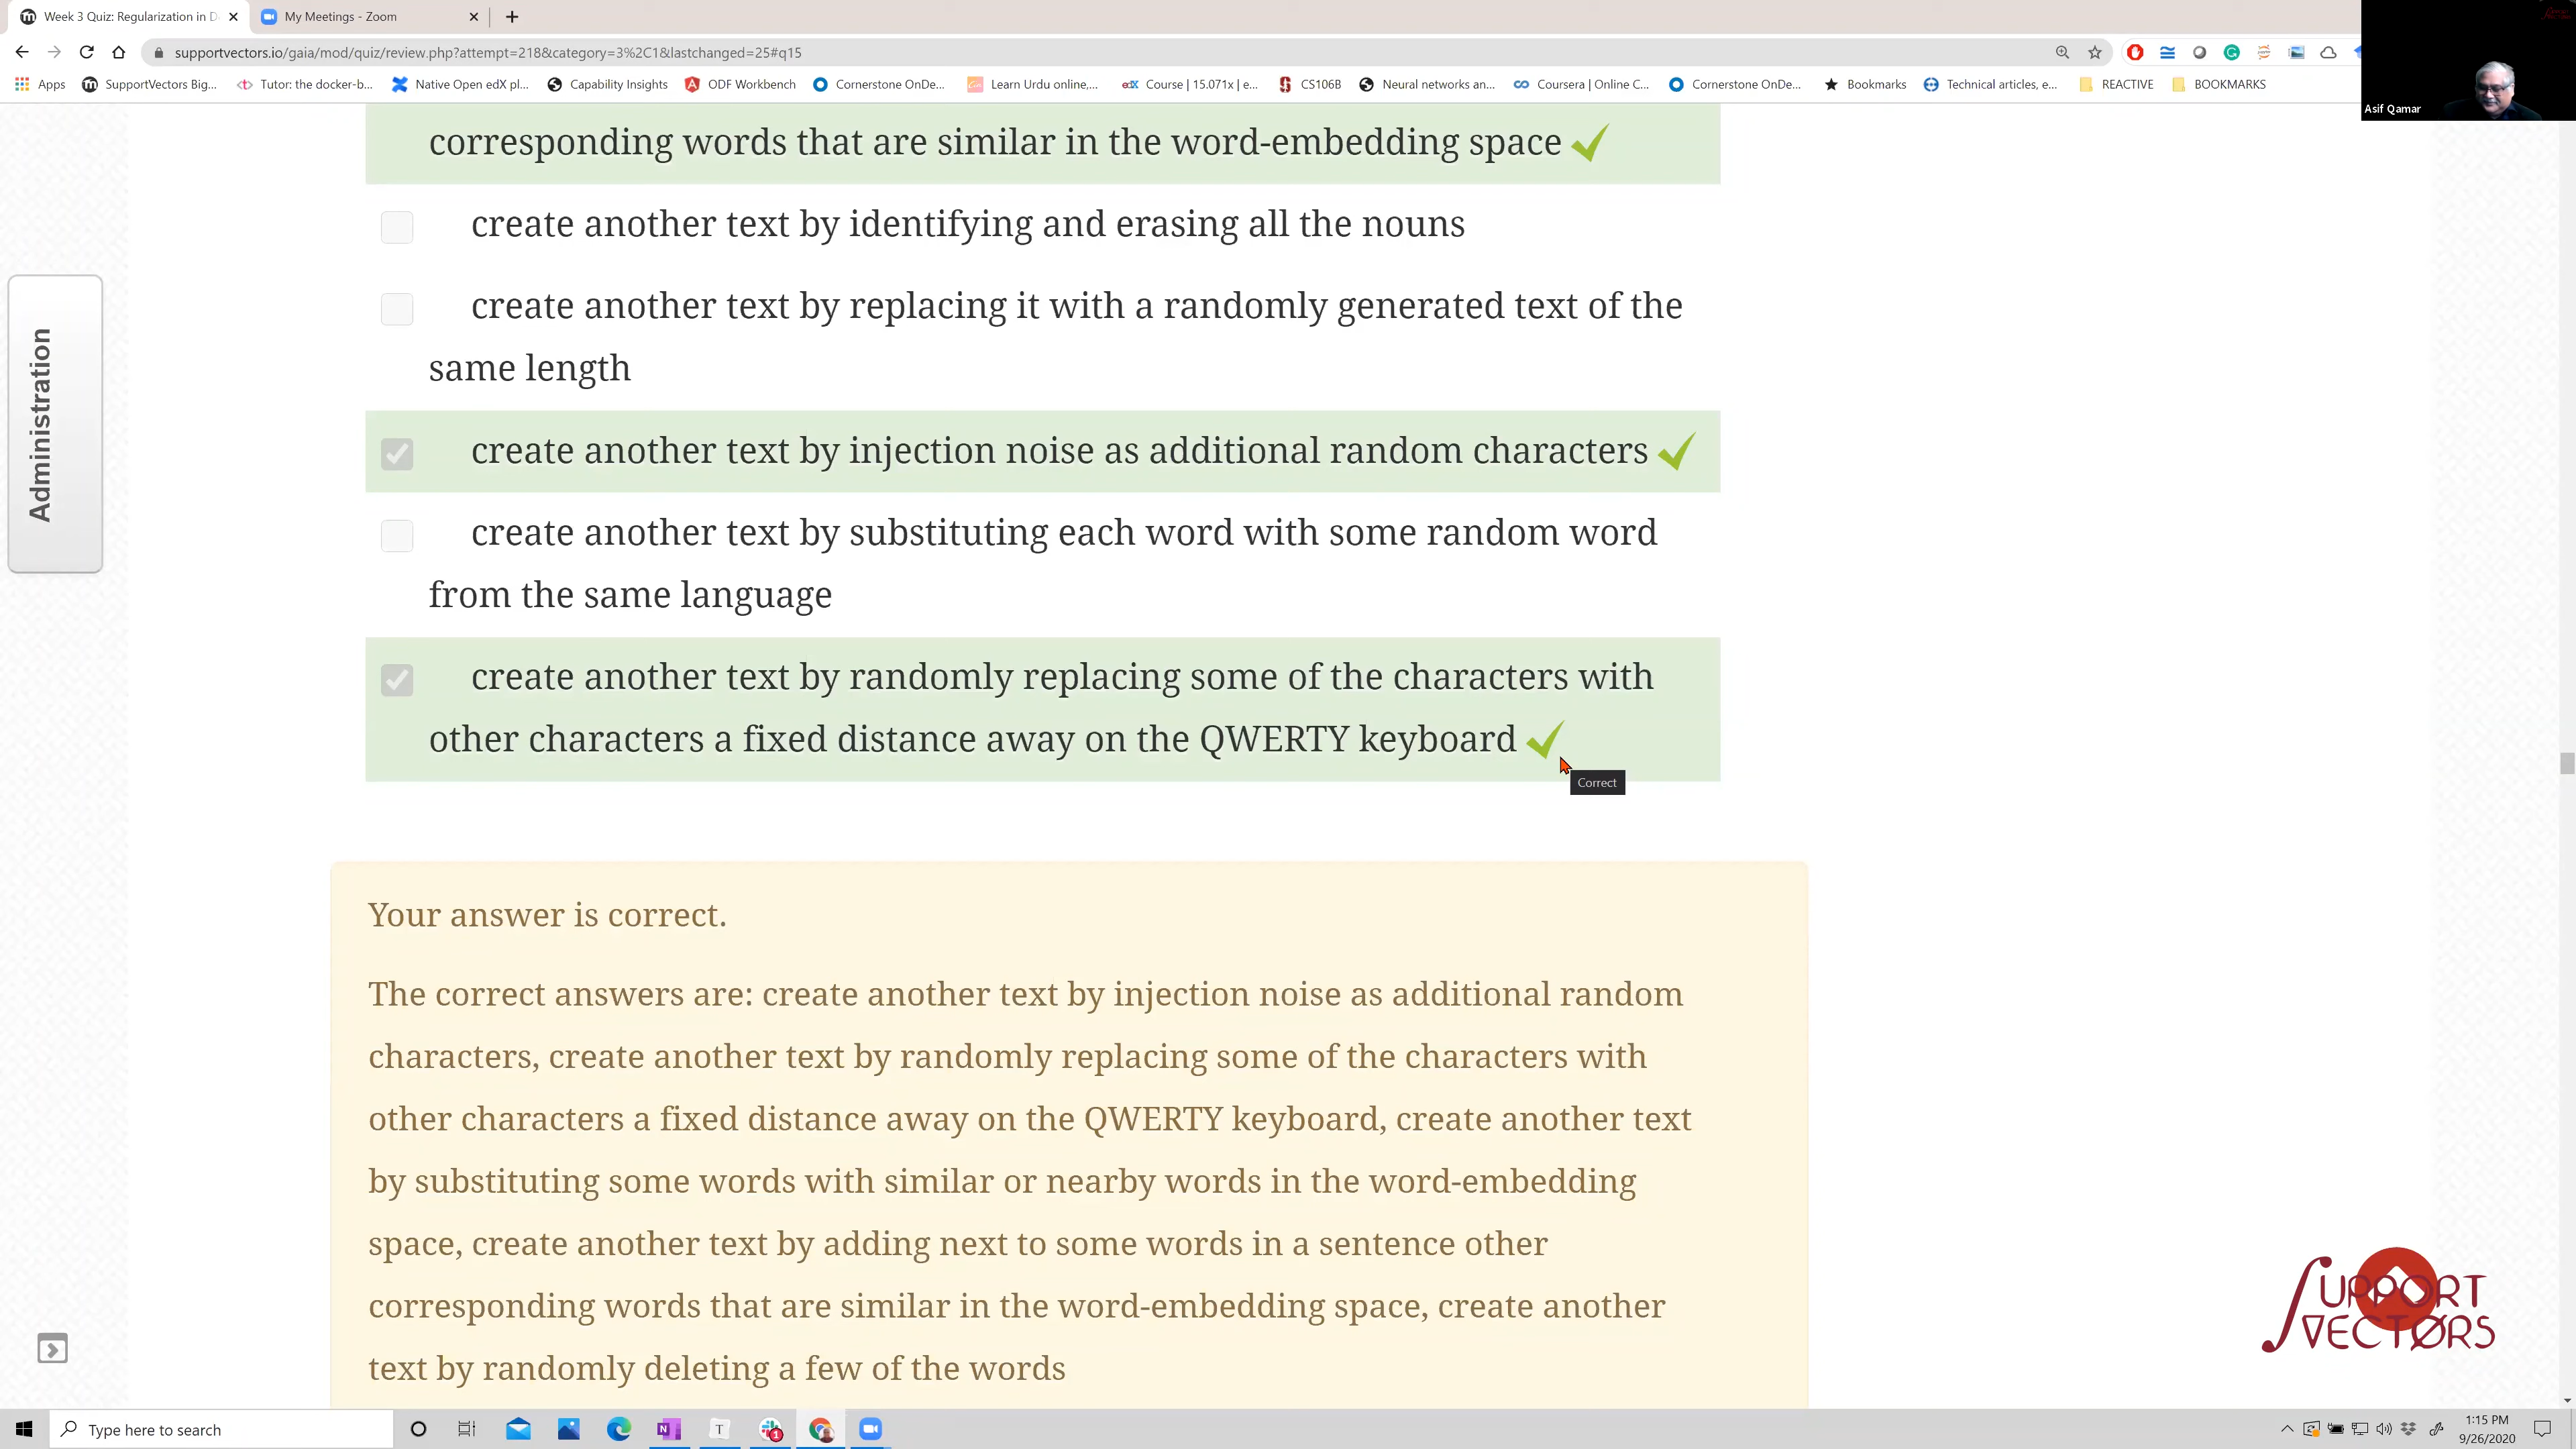 Week 3 Quiz: Regularization in D
My Meetings - Zoom
supportvectors.io/gaia/mod/quiz/review.php?attempt=218&category=3%2C1&lastchanged=25#q15
Apps
SupportVectors Big...
Tutor: the docker-b...
Native Open edX pl...
Capability Insights
ODF Workbench
Cornerstone OnDe...
Learn Urdu online,...
Course | 15.071x | e...
CS106B
Neural networks an...
Coursera | Online C...
Cornerstone OnDe...
Bookmarks
Technical articles, e...
REACTIVE
BOOKMARKS
Asif Qamar
corresponding words that are similar in the word-embedding space
create another text by identifying and erasing all the nouns
create another text by replacing it with a randomly generated text of the
same length
Administration
create another text by injection noise as additional random characters
create another text by substituting each word with some random word
from the same language
create another text by randomly replacing some of the characters with
other characters a fixed distance away on the QWERTY keyboard
Correct
Your answer is correct.
The correct answers are: create another text by injection noise as additional random
characters, create another text by randomly replacing some of the characters with
other characters a fixed distance away on the QWERTY keyboard, create another text
by substituting some words with similar or nearby words in the word-embedding
space, create another text by adding next to some words in a sentence other
corresponding words that are similar in the word-embedding space, create another
text by randomly deleting a few of the words
SUPPORT
VECTORS
Type here to search
1:15 PM
9/26/2020